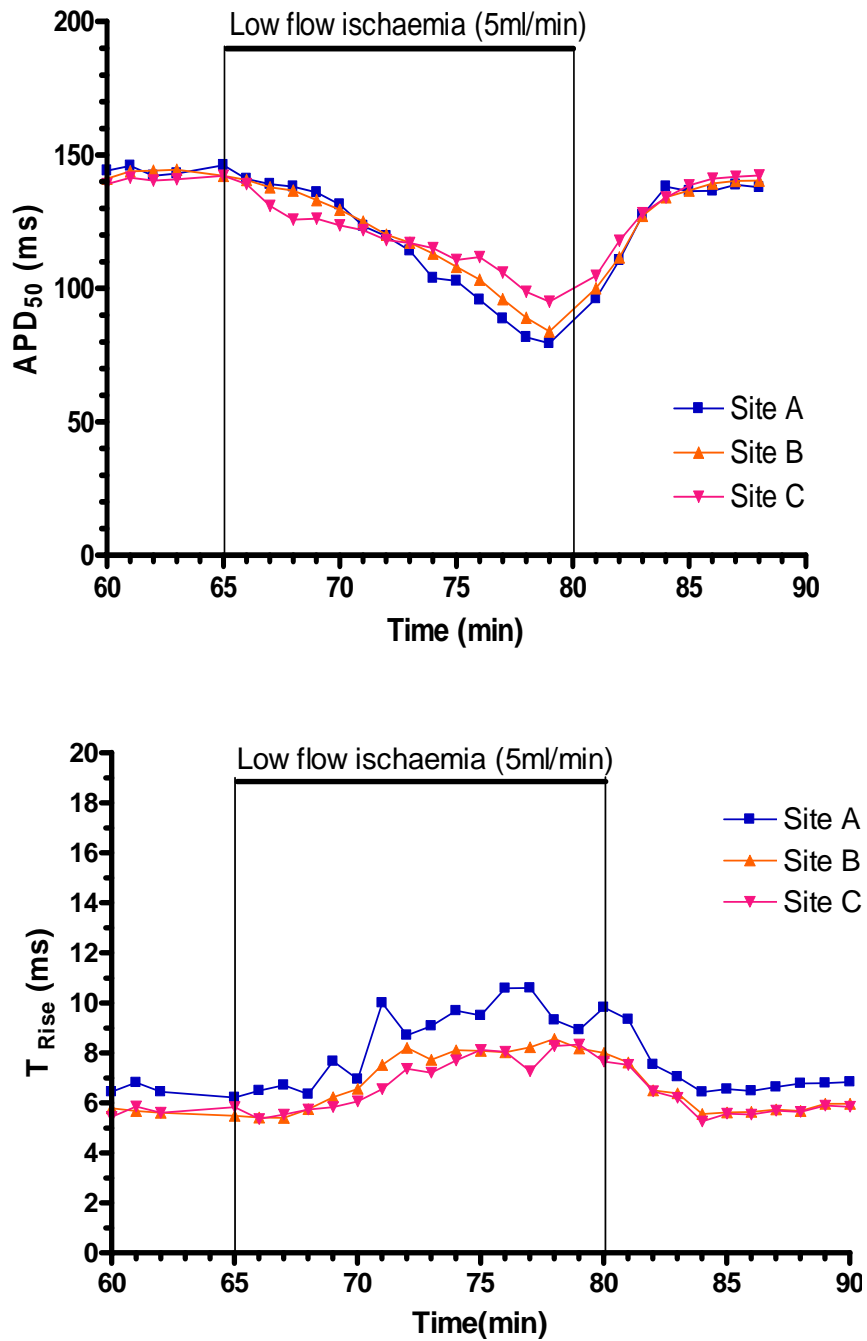 Low flow ischaemia (5ml/min)
200
150
100
50
0
APD50 (ms)
Site A
Site B
Site C
60 65 70 75 80 85 90
Time (min)
Low flow ischaemia (5ml/min)
20
18
16
14
12
10
8
6
4
2
0
T Rise (ms)
Site A
Site B
Site C
60 65 70 75 80 85 90
Time(min)